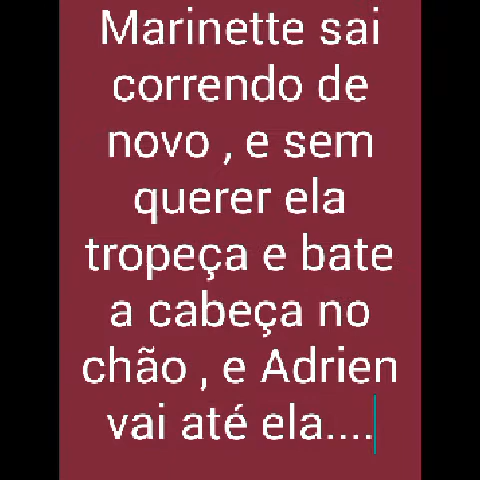 Marinette sai
correndo de
novo , e sem
querer ela
tropeça e bate
a cabeça no
chão , e Adrien
vai até ela....